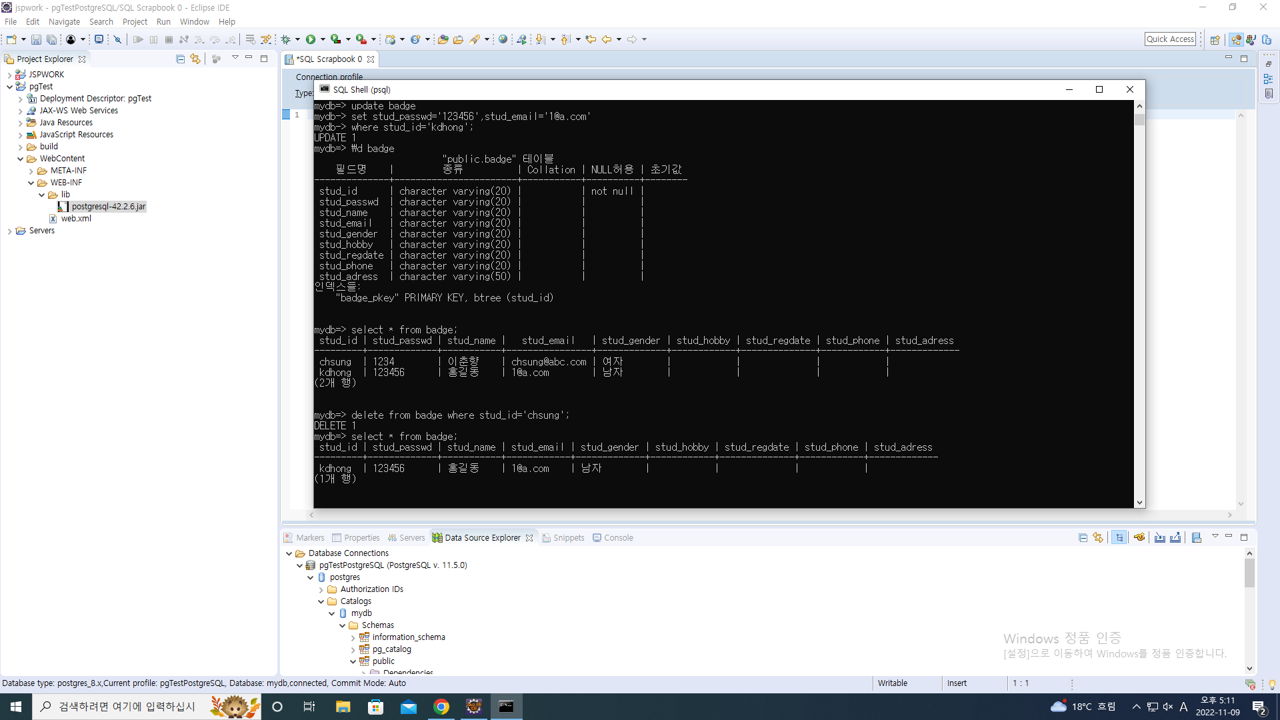 jspwork - pgTestPostgreSQL/SQL Scrapbook 0 - Eclipse IDE
File Edit Navigate Search Project Run Window Help
Quick Access
Project Explorer
JSPWORK
pgTest
Deployment Descriptor: pgTest
JAX-WS Web Services
Java Resources
JavaScript Resources
build
WebContent
META-INF
WEB-INF
lib
postgresql-42.2.6.jar
web.xml
Servers
*SQL Scrapbook 0
Connection profile
Type:
1
SQL Shell (psql)
mydb=> update badge
mydb-> set stud_passwd='123456',stud_email='1@a.com'
mydb-> where stud_id='kdhong';
UPDATE 1
mydb=> ₩d badge
"public.badge" 테이블
필드명 | 종류 | Collation | NULL허용 | 초기값
stud_id | character varying(20) | | not null |
stud_passwd | character varying(20) | | |
stud_name | character varying(20) | | |
stud_email | character varying(20) | | |
stud_gender | character varying(20) | | |
stud_hobby | character varying(20) | | |
stud_regdate | character varying(20) | | |
stud_phone | character varying(20) | | |
stud_adress | character varying(50) | | |
인덱스들:
"badge_pkey" PRIMARY KEY, btree (stud_id)
mydb=> select * from badge;
stud_id | stud_passwd | stud_name | stud_email | stud_gender | stud_hobby | stud_regdate | stud_phone | stud_adress
chsung | 1234 | 이춘향 | chsung@abc.com | 여자 | | | |
kdhong | 123456 | 홍길동 | 1@a.com | 남자 | | | |
(2개 행)
mydb=> delete from badge where stud_id='chsung';
DELETE 1
mydb=> select * from badge;
stud_id | stud_passwd | stud_name | stud_email | stud_gender | stud_hobby | stud_regdate | stud_phone | stud_adress
kdhong | 123456 | 홍길동 | 1@a.com | 남자 | | | |
(1개 행)
Markers Properties Servers Data Source Explorer Snippets Console
Database Connections
pgTestPostgreSQL (PostgreSQL v. 11.5.0)
postgres
Authorization IDs
Catalogs
mydb
Schemas
information_schema
pg_catalog
public
Dependencies
Windows 정품 인증
[설정]으로 이동하여 Windows를 정품 인증합니다.
Database type: postgres_8.x,Current profile: pgTestPostgreSQL, Database: mydb,connected, Commit Mode: Auto
Writable
Insert
1 : 1
검색하려면 여기에 입력하십시
18°C 흐림
A
오후 5:11
2022-11-09
2